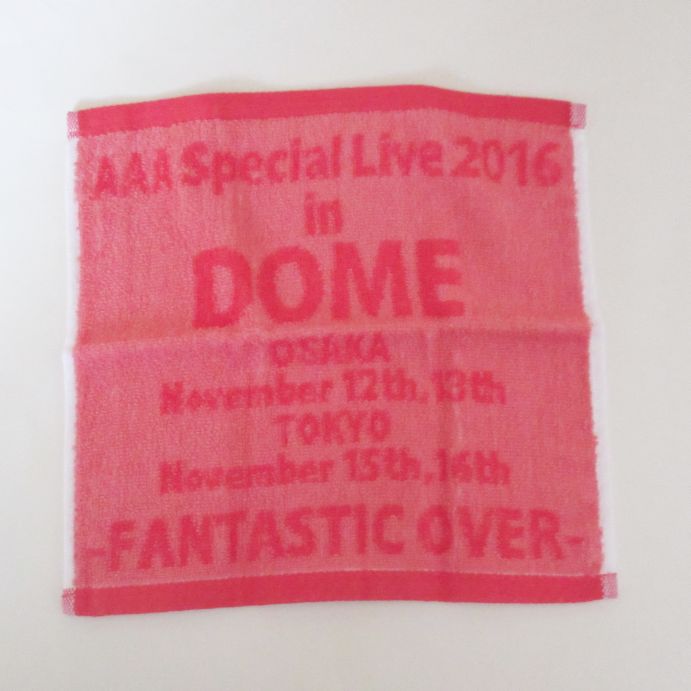 AAA Special Live 2016
in
DOME
OSAKA
November 12th,13th
TOKYO
November 15th,16th
-FANTASTIC OVER-